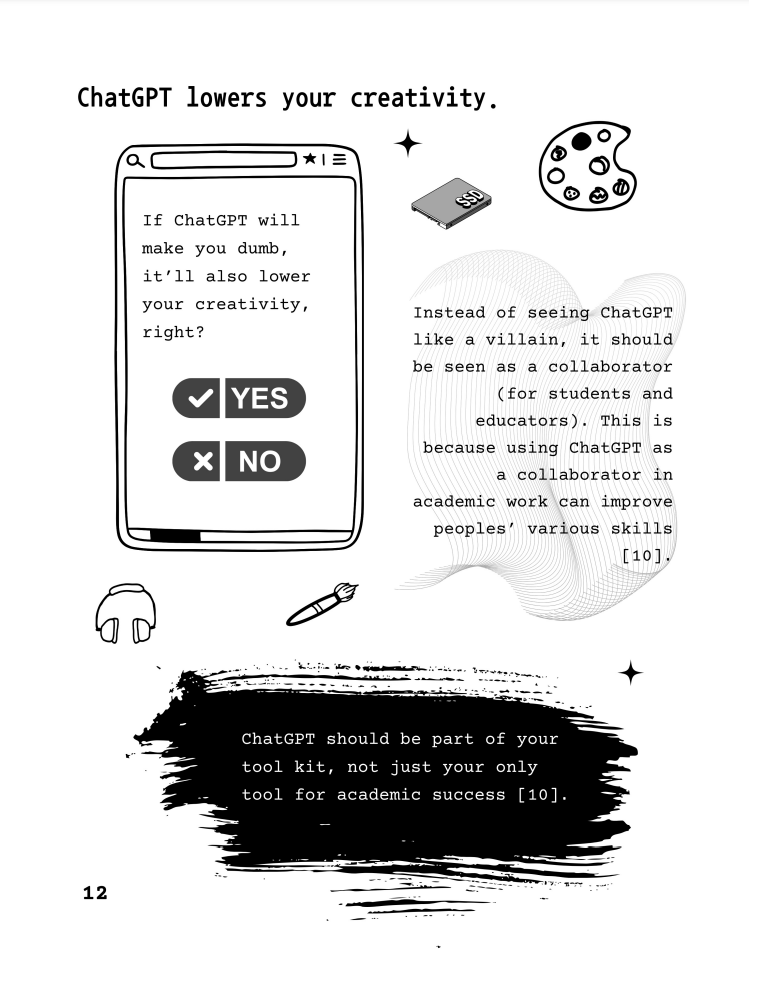 ChatGPT lowers your creativity.
If ChatGPT will
make you dumb,
it'll also lower
your creativity,
right?
YES
NO
SSD
Instead of seeing ChatGPT
like a villain, it should
be seen as a collaborator
(for students and
educators). This is
because using ChatGPT as
a collaborator in
academic work can improve
peoples' various skills
[10].
ChatGPT should be part of your
tool kit, not just your only
tool for academic success [10].
12